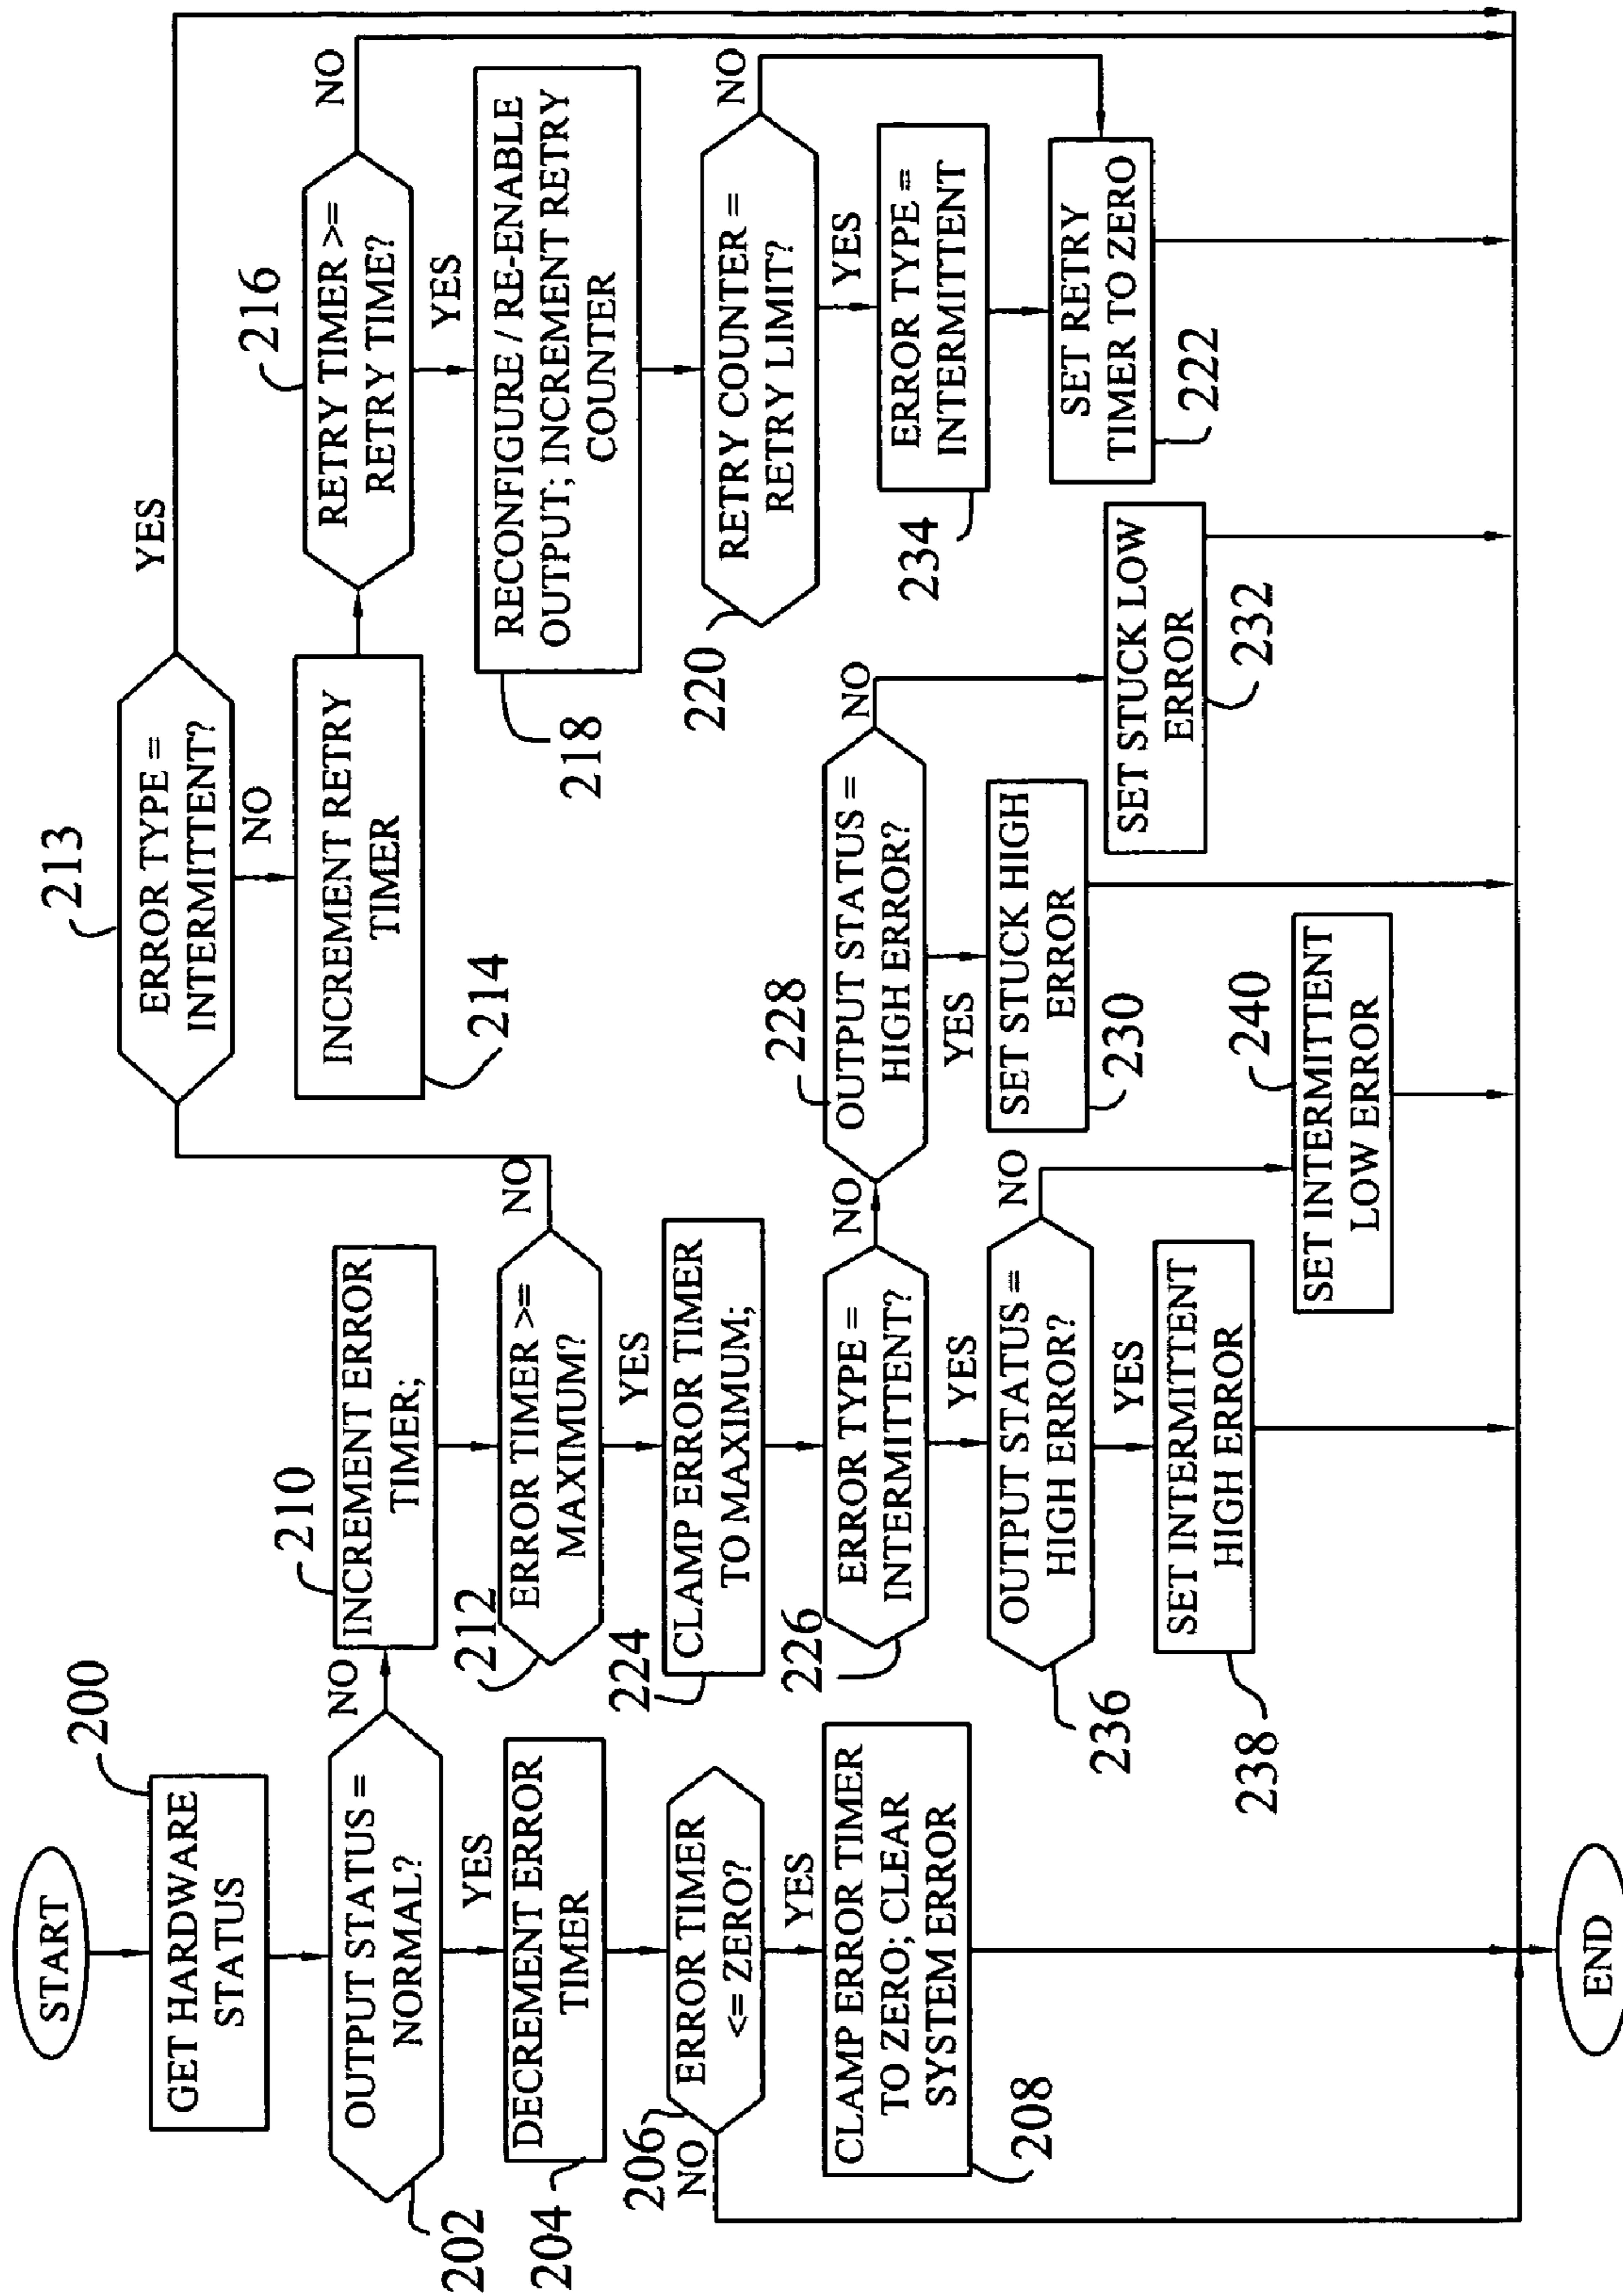 START
200
GET HARDWARE
STATUS
202
OUTPUT STATUS =
NORMAL?
NO
YES
204
DECREMENT ERROR
TIMER
206
ERROR TIMER
<= ZERO?
NO
YES
208
CLAMP ERROR TIMER
TO ZERO; CLEAR
SYSTEM ERROR
210
INCREMENT ERROR
TIMER;
212
ERROR TIMER >=
MAXIMUM?
NO
YES
224
CLAMP ERROR TIMER
TO MAXIMUM;
226
ERROR TYPE =
INTERMITTENT?
NO
YES
236
OUTPUT STATUS =
HIGH ERROR?
NO
YES
238
SET INTERMITTENT
HIGH ERROR
240
SET INTERMITTENT
LOW ERROR
228
OUTPUT STATUS =
HIGH ERROR?
NO
YES
230
SET STUCK HIGH
ERROR
232
SET STUCK LOW
ERROR
213
ERROR TYPE =
INTERMITTENT?
YES
NO
214
INCREMENT RETRY
TIMER
216
RETRY TIMER >=
RETRY TIME?
NO
YES
218
RECONFIGURE / RE-ENABLE
OUTPUT; INCREMENT RETRY
COUNTER
220
RETRY COUNTER =
RETRY LIMIT?
NO
YES
234
ERROR TYPE =
INTERMITTENT
SET RETRY
TIMER TO ZERO
222
END